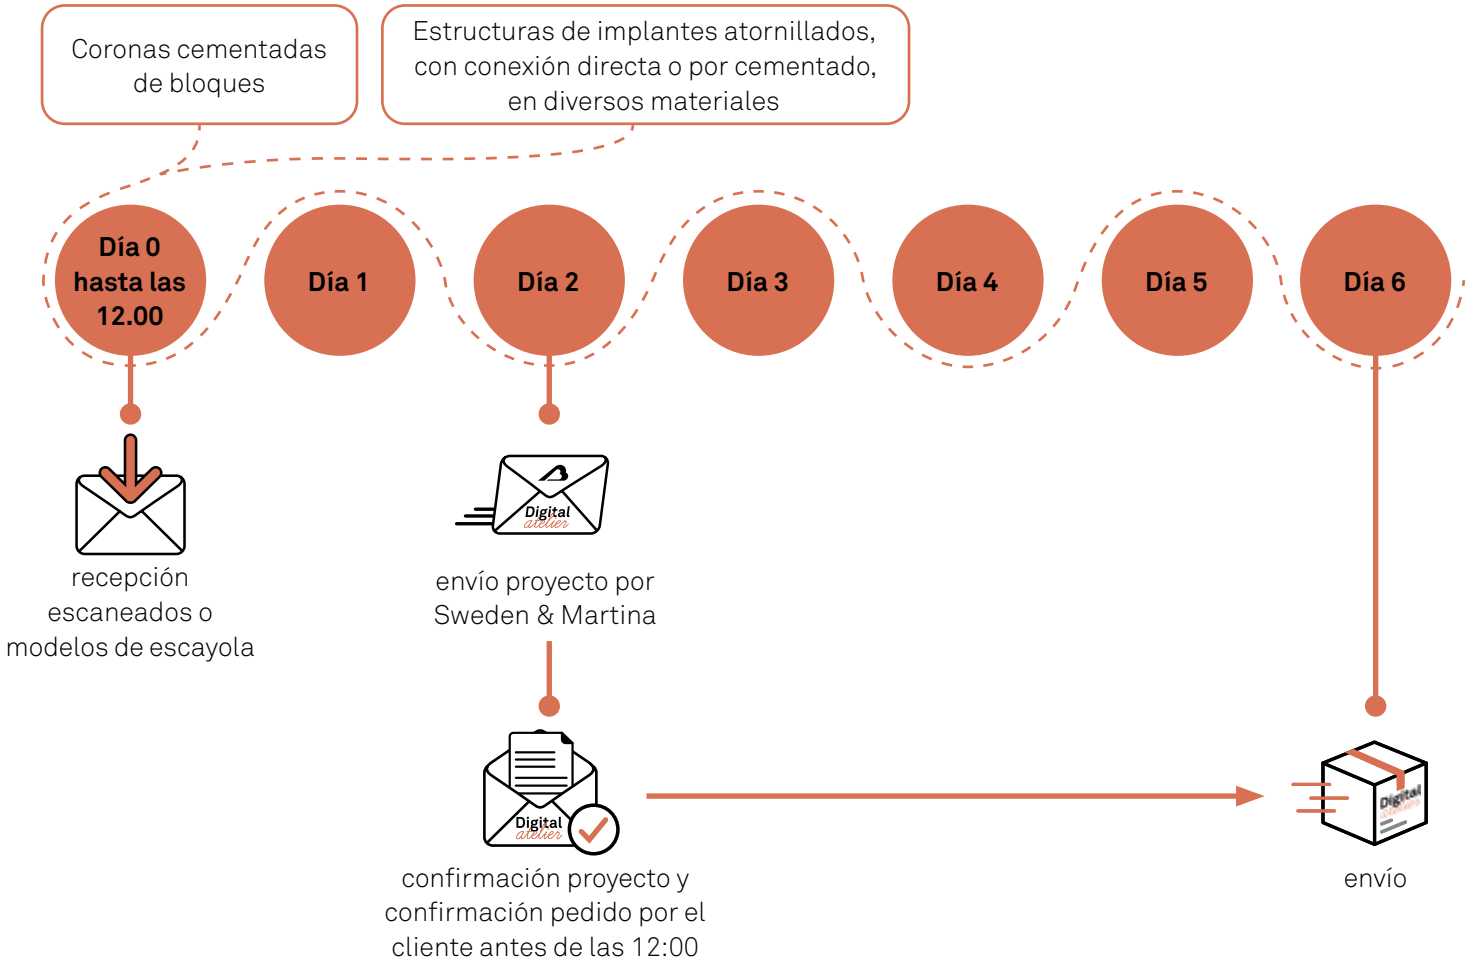 Coronas cementadas
de bloques
Estructuras de implantes atornillados,
con conexión directa o por cementado,
en diversos materiales
Día 0
hasta las
12.00
Día 1
Día 2
Día 3
Día 4
Día 5
Día 6
Digital
atelier
recepción
escaneados o
modelos de escayola
envío proyecto por
Sweden & Martina
Digital
atelier
Digital
atelier
confirmación proyecto y
confirmación pedido por el
cliente antes de las 12:00
envío